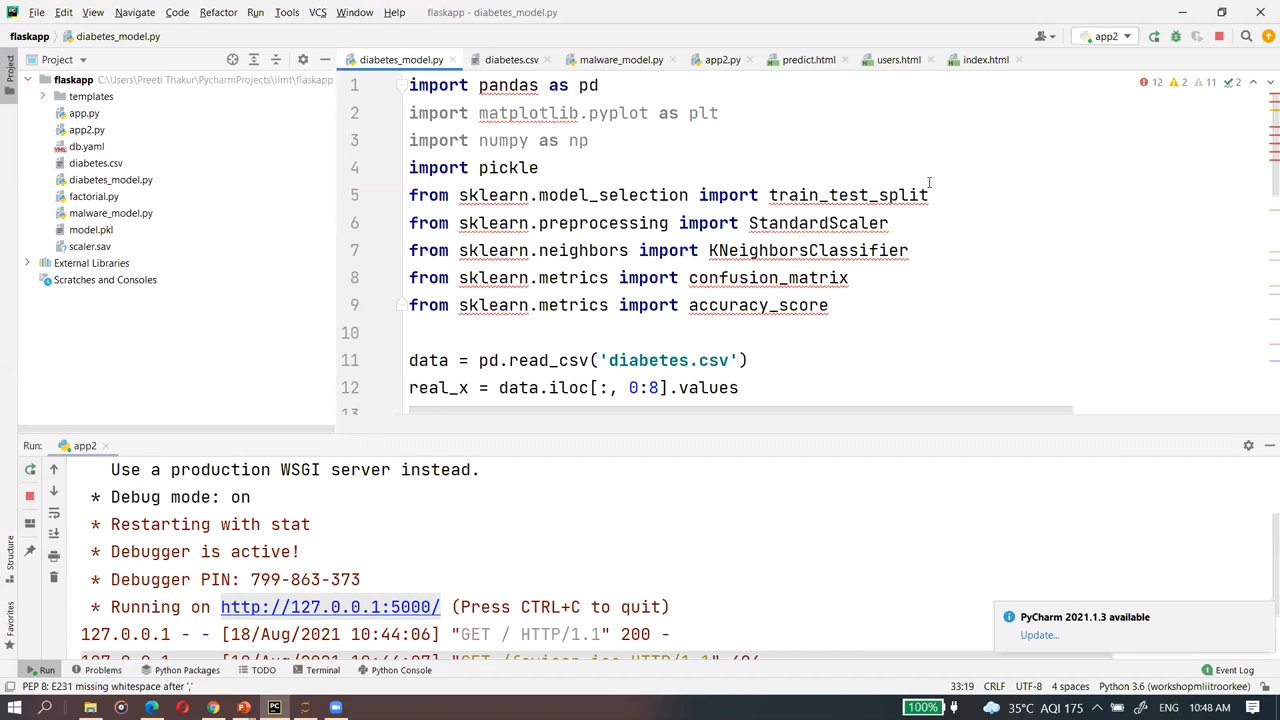 File Edit View Navigate Code Refactor Run Tools VCS Window Help flaskapp - diabetes_model.py
flaskapp diabetes_model.py app2
Project diabetes_model.py diabetes.csv malware_model.py app2.py predict.html users.html index.html
Project
flaskapp C:\Users\Preeti Thakur\PycharmProjects\iimt\flaskapp
templates
app.py
app2.py
db.yaml
diabetes.csv
diabetes_model.py
factorial.py
malware_model.py
model.pkl
scaler.sav
External Libraries
Scratches and Consoles
12 2 11 2
1 import pandas as pd
2 import matplotlib.pyplot as plt
3 import numpy as np
4 import pickle
5 from sklearn.model_selection import train_test_split
6 from sklearn.preprocessing import StandardScaler
7 from sklearn.neighbors import KNeighborsClassifier
8 from sklearn.metrics import confusion_matrix
9 from sklearn.metrics import accuracy_score
10
11 data = pd.read_csv('diabetes.csv')
12 real_x = data.iloc[:, 0:8].values
13
Run: app2
Use a production WSGI server instead.
* Debug mode: on
* Restarting with stat
* Debugger is active!
* Debugger PIN: 799-863-373
* Running on http://127.0.0.1:5000/ (Press CTRL+C to quit)
127.0.0.1 - - [18/Aug/2021 10:44:06] "GET / HTTP/1.1" 200 -
Structure
Favorites
PyCharm 2021.1.3 available
Update...
Run Problems Python Packages TODO Terminal Python Console Event Log
PEP 8: E231 missing whitespace after ',' 33:19 CRLF UTF-8 4 spaces Python 3.6 (workshopmliitroorkee)
100% 35°C AQI 175 ENG 10:48 AM